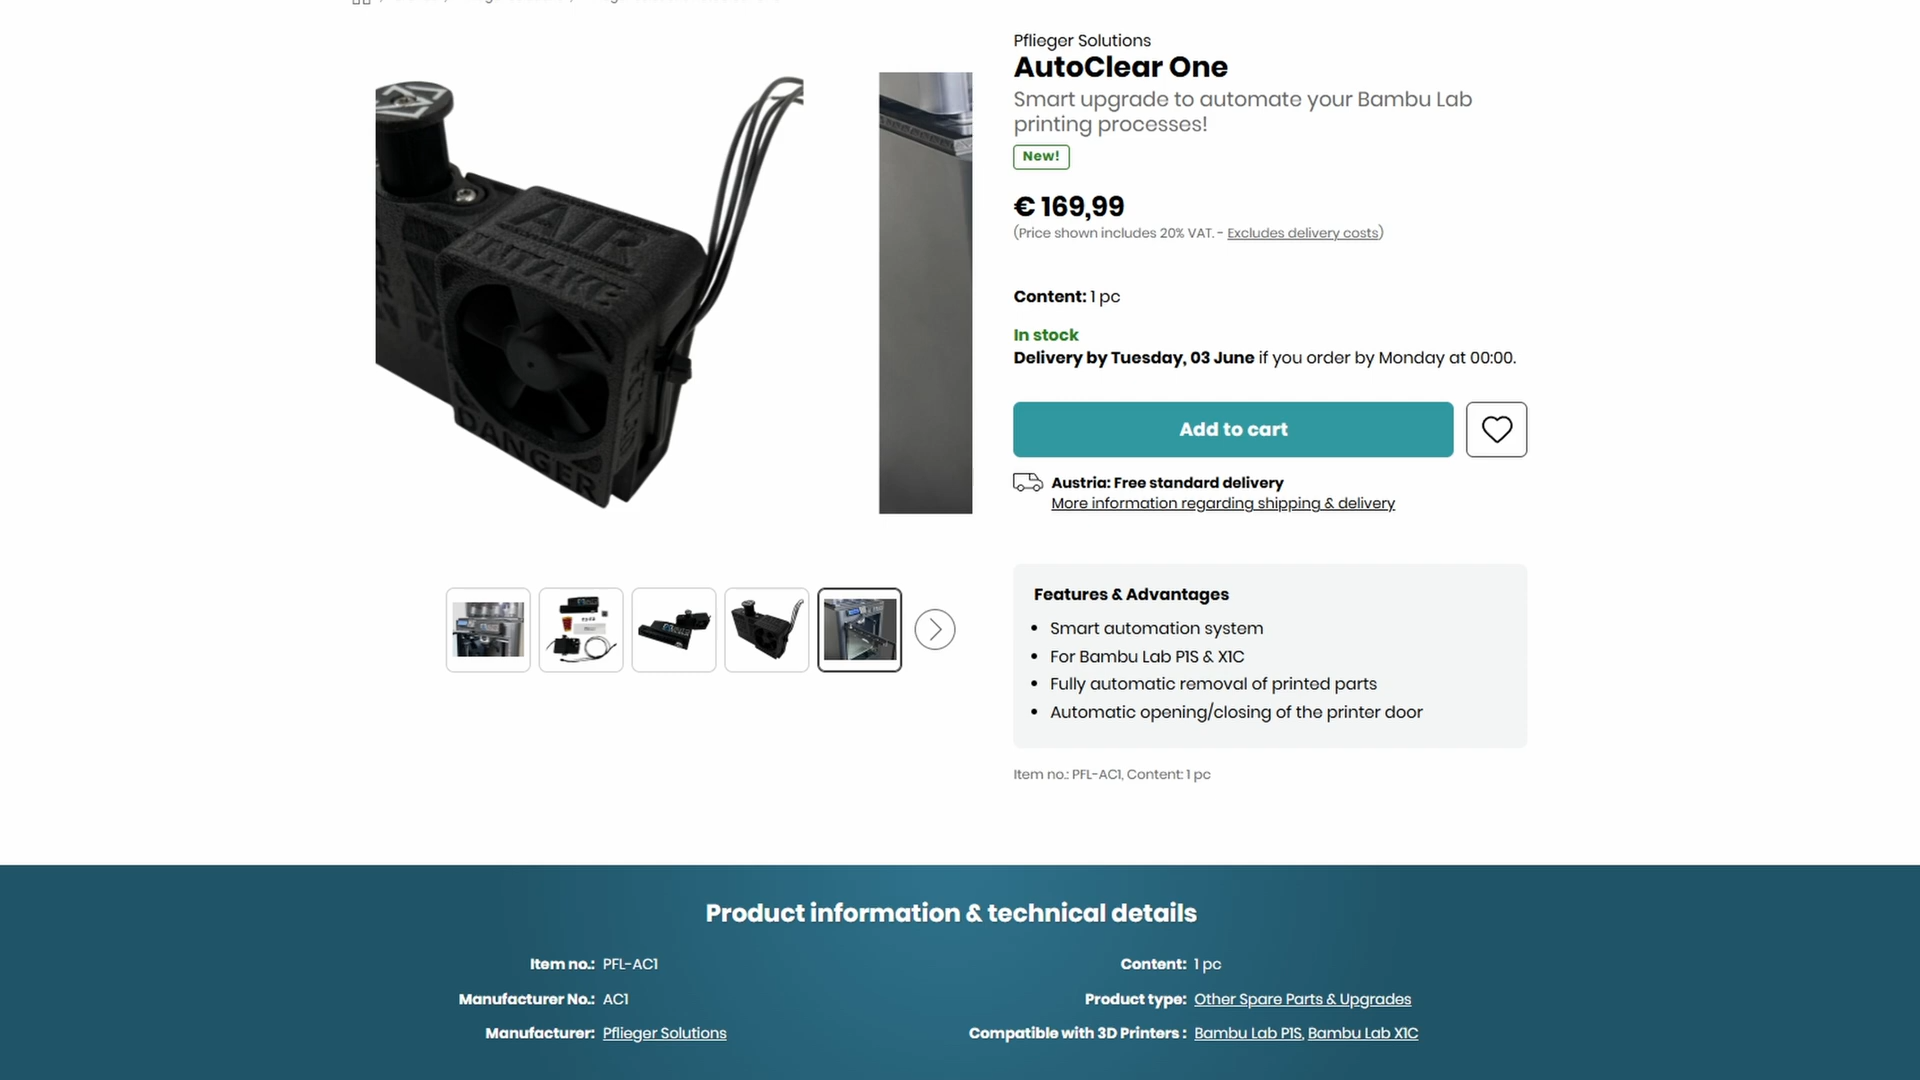 Pflieger Solutions
AutoClear One
Smart upgrade to automate your Bambu Lab
printing processes!
New!
€ 169,99
(Price shown includes 20% VAT. - Excludes delivery costs)
Content: 1 pc
In stock
Delivery by Tuesday, 03 June if you order by Monday at 00:00.
Add to cart
Austria: Free standard delivery
More information regarding shipping & delivery
AIR
INTAKE
DANGER
Features & Advantages
• Smart automation system
• For Bambu Lab P1S & X1C
• Fully automatic removal of printed parts
• Automatic opening/closing of the printer door
Item no.: PFL-AC1, Content: 1 pc
Product information & technical details
Item no.: PFL-AC1
Manufacturer No.: AC1
Manufacturer: Pflieger Solutions
Content: 1 pc
Product type: Other Spare Parts & Upgrades
Compatible with 3D Printers : Bambu Lab P1S, Bambu Lab X1C